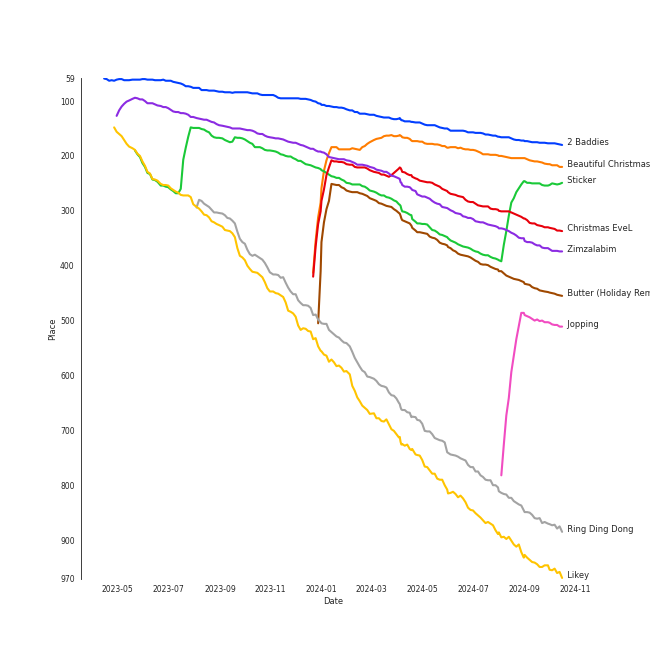 59
100
200
300
400
500
600
700
800
900
970
Place
2023-05
2023-07
2023-09
2023-11
2024-01
2024-03
2024-05
2024-07
2024-09
2024-11
Date
2 Baddies
Beautiful Christmas
Sticker
Christmas EveL
Zimzalabim
Butter (Holiday Rem
Jopping
Ring Ding Dong
Likey